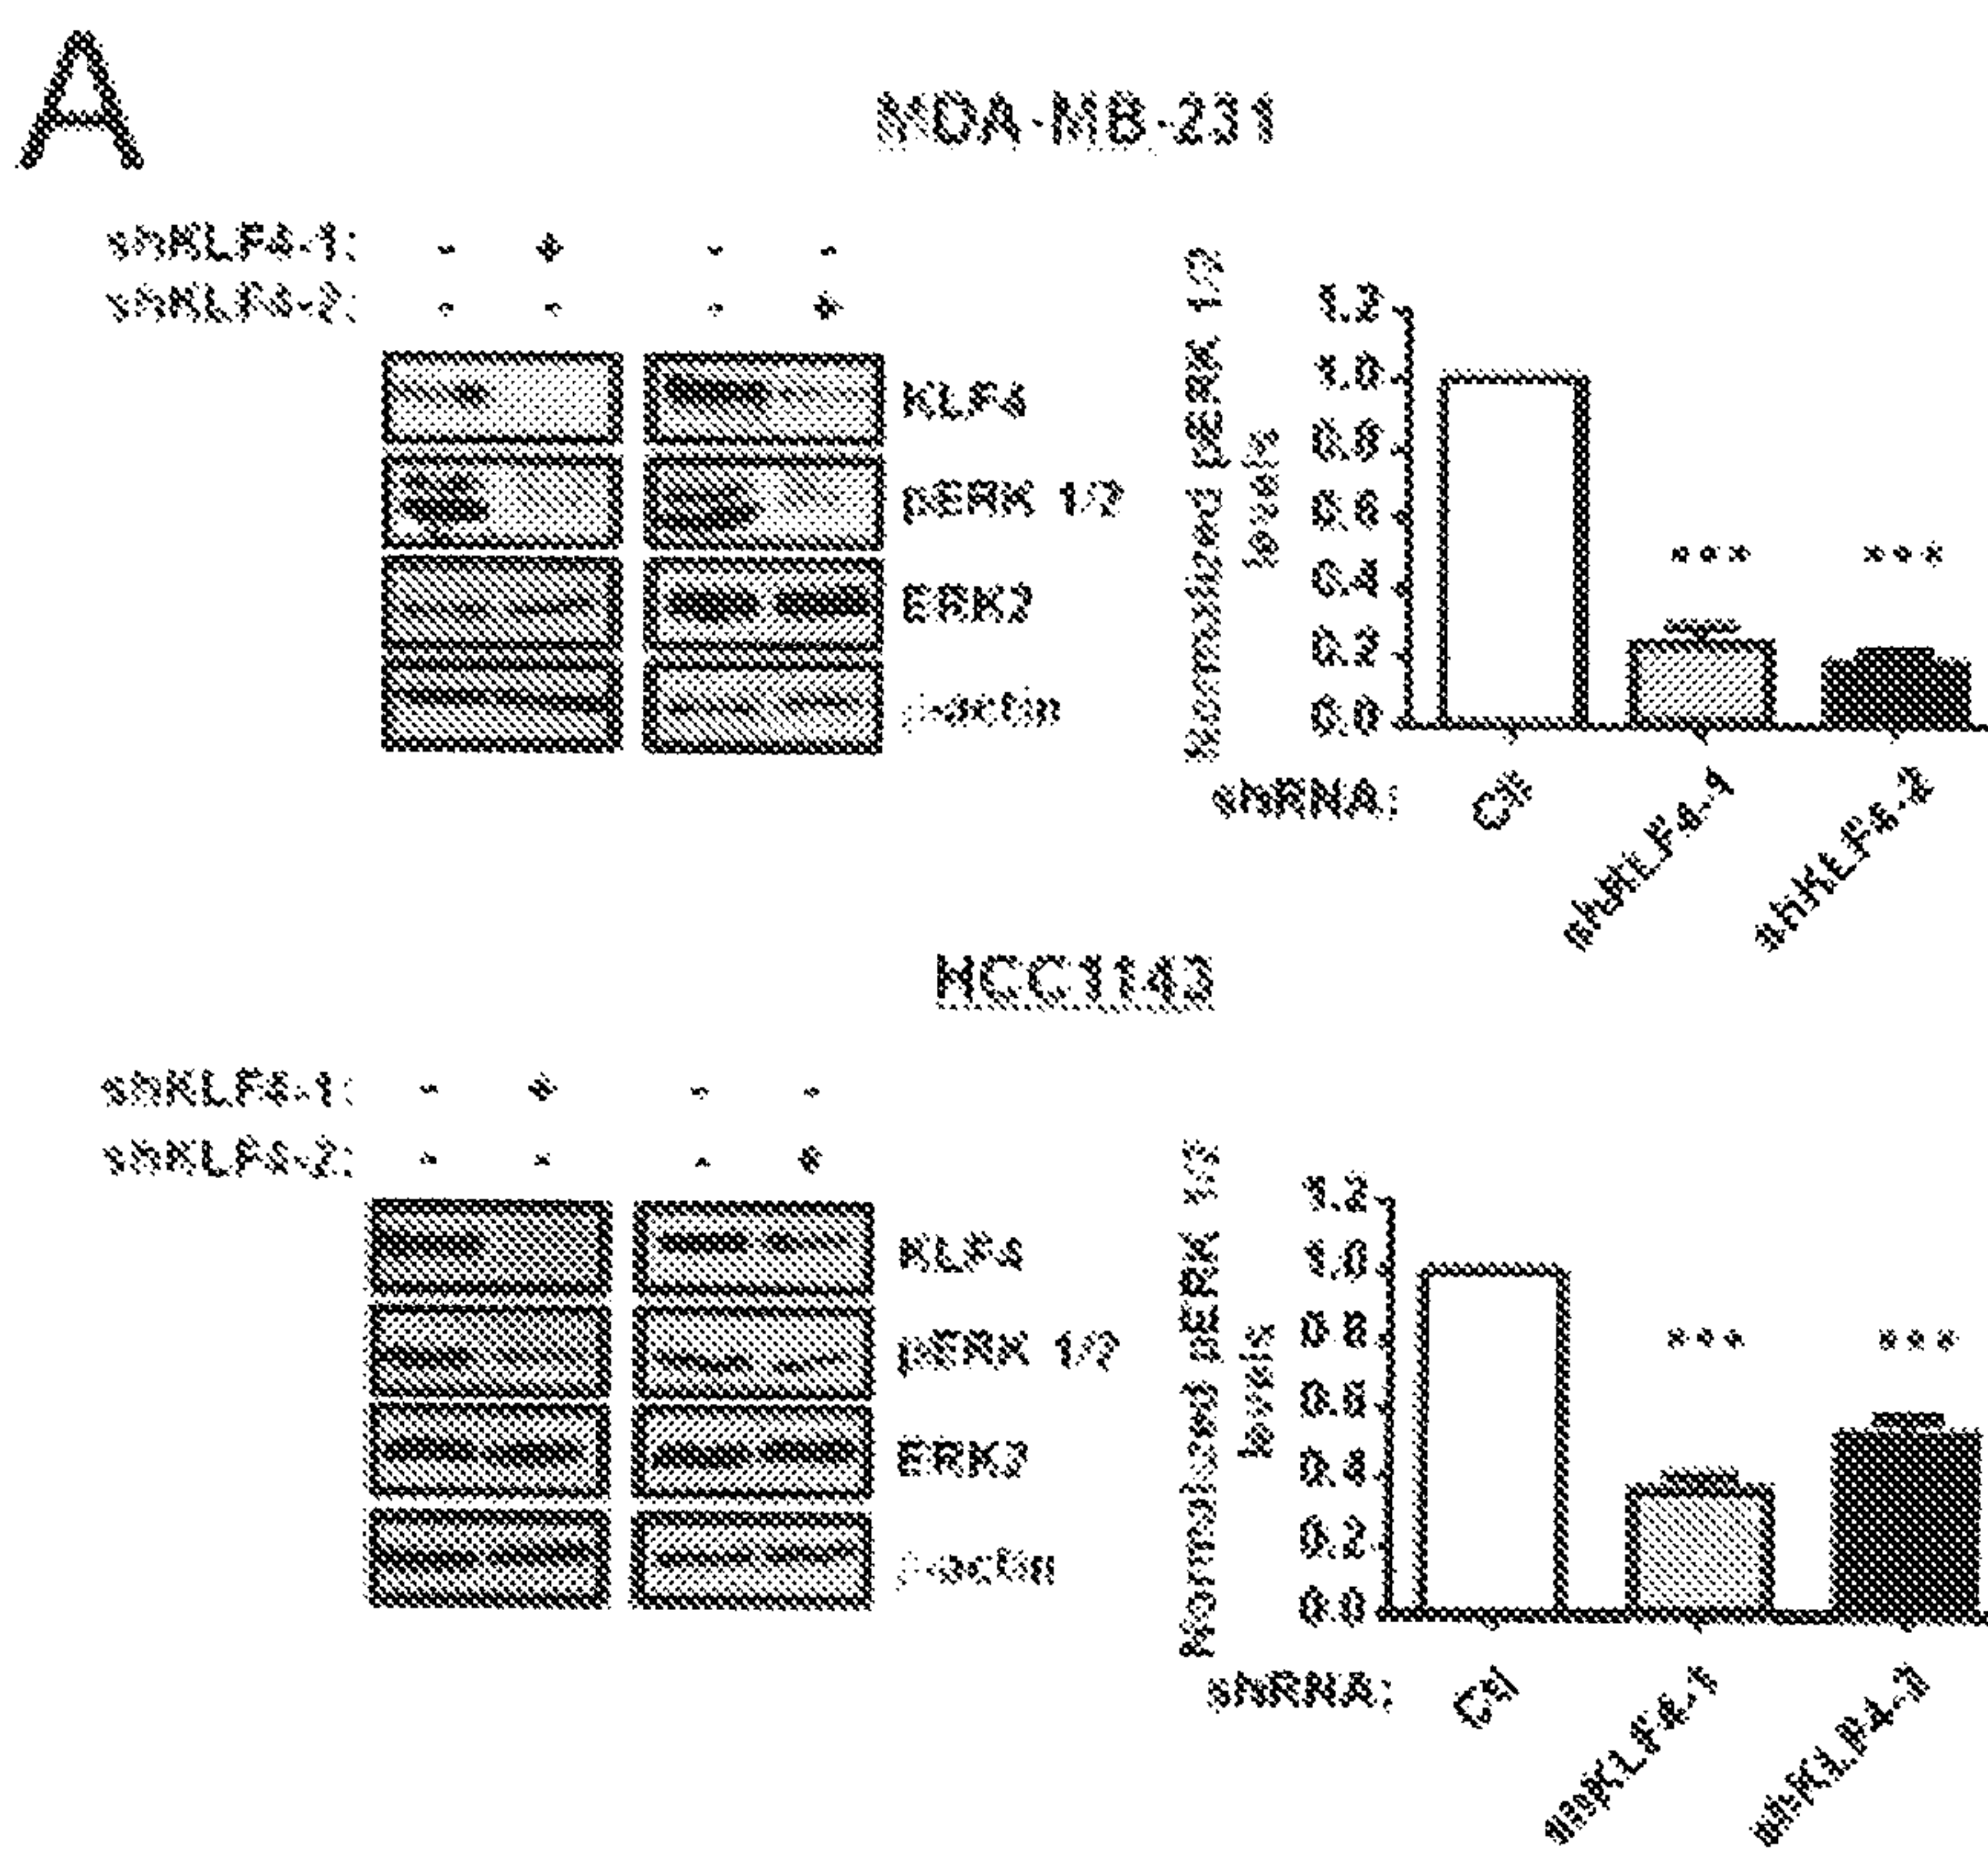 A
MDA-MB-231
shKLF4-1: - + - -
shKLF4-2: - - - +
KLF4
pERK 1/2
ERK2
β-actin
Normalized pERK 1/2
levels
1.2
1.0
0.8
0.6
0.4
0.2
0.0
*** ***
shRNA: Ctl shKLF4-1 shKLF4-2
HCC1143
shKLF4-1: - + - -
shKLF4-2: - - - +
KLF4
pERK 1/2
ERK2
β-actin
Normalized pERK 1/2
levels
1.2
1.0
0.8
0.6
0.4
0.2
0.0
*** ***
shRNA: Ctl shKLF4-1 shKLF4-2